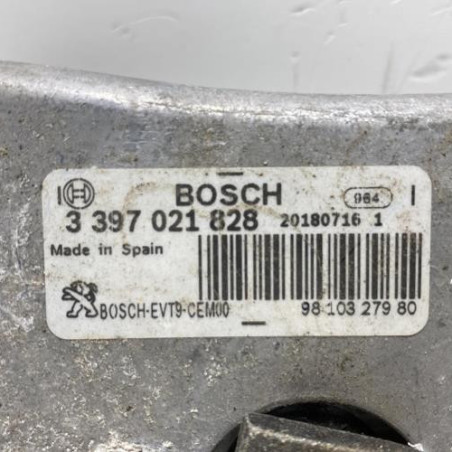 BOSCH 964
3 397 021 828 20180716 1
Made in Spain
BOSCH-EVT9-CEM00 98 103 279 80